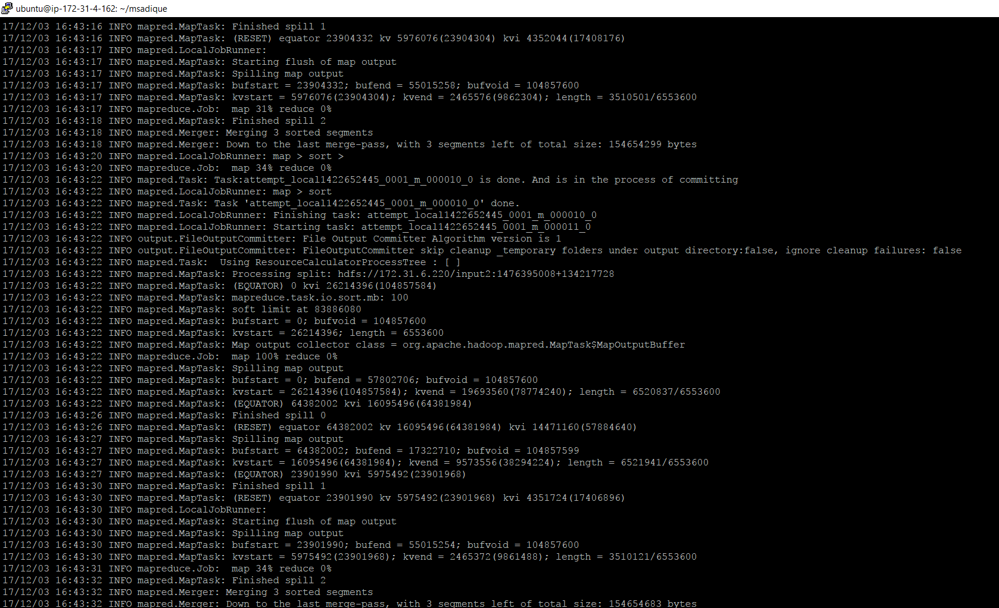 ubuntu@ip-172-31-4-162: ~/msadique
17/12/03 16:43:16 INFO mapred.MapTask: Finished spill 1
17/12/03 16:43:16 INFO mapred.MapTask: (RESET) equator 23904332 kv 5976076(23904304) kvi 4352044(17408176)
17/12/03 16:43:17 INFO mapred.LocalJobRunner:
17/12/03 16:43:17 INFO mapred.MapTask: Starting flush of map output
17/12/03 16:43:17 INFO mapred.MapTask: Spilling map output
17/12/03 16:43:17 INFO mapred.MapTask: bufstart = 23904332; bufend = 55015258; bufvoid = 104857600
17/12/03 16:43:17 INFO mapred.MapTask: kvstart = 5976076(23904304); kvend = 2465576(9862304); length = 3510501/6553600
17/12/03 16:43:17 INFO mapreduce.Job:  map 31% reduce 0%
17/12/03 16:43:18 INFO mapred.MapTask: Finished spill 2
17/12/03 16:43:18 INFO mapred.Merger: Merging 3 sorted segments
17/12/03 16:43:18 INFO mapred.Merger: Down to the last merge-pass, with 3 segments left of total size: 154654299 bytes
17/12/03 16:43:20 INFO mapred.LocalJobRunner: map > sort >
17/12/03 16:43:20 INFO mapreduce.Job:  map 34% reduce 0%
17/12/03 16:43:22 INFO mapred.Task: Task:attempt_local1422652445_0001_m_000010_0 is done. And is in the process of committing
17/12/03 16:43:22 INFO mapred.LocalJobRunner: map > sort
17/12/03 16:43:22 INFO mapred.Task: Task 'attempt_local1422652445_0001_m_000010_0' done.
17/12/03 16:43:22 INFO mapred.LocalJobRunner: Finishing task: attempt_local1422652445_0001_m_000010_0
17/12/03 16:43:22 INFO mapred.LocalJobRunner: Starting task: attempt_local1422652445_0001_m_000011_0
17/12/03 16:43:22 INFO output.FileOutputCommitter: File Output Committer Algorithm version is 1
17/12/03 16:43:22 INFO output.FileOutputCommitter: FileOutputCommitter skip cleanup _temporary folders under output directory:false, ignore cleanup failures: false
17/12/03 16:43:22 INFO mapred.Task:  Using ResourceCalculatorProcessTree : [ ]
17/12/03 16:43:22 INFO mapred.MapTask: Processing split: hdfs://172.31.6.220/input2:1476395008+134217728
17/12/03 16:43:22 INFO mapred.MapTask: (EQUATOR) 0 kvi 26214396(104857584)
17/12/03 16:43:22 INFO mapred.MapTask: mapreduce.task.io.sort.mb: 100
17/12/03 16:43:22 INFO mapred.MapTask: soft limit at 83886080
17/12/03 16:43:22 INFO mapred.MapTask: bufstart = 0; bufvoid = 104857600
17/12/03 16:43:22 INFO mapred.MapTask: kvstart = 26214396; length = 6553600
17/12/03 16:43:22 INFO mapred.MapTask: Map output collector class = org.apache.hadoop.mapred.MapTask$MapOutputBuffer
17/12/03 16:43:22 INFO mapreduce.Job:  map 100% reduce 0%
17/12/03 16:43:22 INFO mapred.MapTask: Spilling map output
17/12/03 16:43:22 INFO mapred.MapTask: bufstart = 0; bufend = 57802706; bufvoid = 104857600
17/12/03 16:43:22 INFO mapred.MapTask: kvstart = 26214396(104857584); kvend = 19693560(78774240); length = 6520837/6553600
17/12/03 16:43:22 INFO mapred.MapTask: (EQUATOR) 64382002 kvi 16095496(64381984)
17/12/03 16:43:26 INFO mapred.MapTask: Finished spill 0
17/12/03 16:43:26 INFO mapred.MapTask: (RESET) equator 64382002 kv 16095496(64381984) kvi 14471160(57884640)
17/12/03 16:43:27 INFO mapred.MapTask: Spilling map output
17/12/03 16:43:27 INFO mapred.MapTask: bufstart = 64382002; bufend = 17322710; bufvoid = 104857599
17/12/03 16:43:27 INFO mapred.MapTask: kvstart = 16095496(64381984); kvend = 9573556(38294224); length = 6521941/6553600
17/12/03 16:43:27 INFO mapred.MapTask: (EQUATOR) 23901990 kvi 5975492(23901968)
17/12/03 16:43:30 INFO mapred.MapTask: Finished spill 1
17/12/03 16:43:30 INFO mapred.MapTask: (RESET) equator 23901990 kv 5975492(23901968) kvi 4351724(17406896)
17/12/03 16:43:30 INFO mapred.LocalJobRunner:
17/12/03 16:43:30 INFO mapred.MapTask: Starting flush of map output
17/12/03 16:43:30 INFO mapred.MapTask: Spilling map output
17/12/03 16:43:30 INFO mapred.MapTask: bufstart = 23901990; bufend = 55015254; bufvoid = 104857600
17/12/03 16:43:30 INFO mapred.MapTask: kvstart = 5975492(23901968); kvend = 2465372(9861488); length = 3510121/6553600
17/12/03 16:43:31 INFO mapreduce.Job:  map 34% reduce 0%
17/12/03 16:43:32 INFO mapred.MapTask: Finished spill 2
17/12/03 16:43:32 INFO mapred.Merger: Merging 3 sorted segments
17/12/03 16:43:32 INFO mapred.Merger: Down to the last merge-pass, with 3 segments left of total size: 154654683 bytes